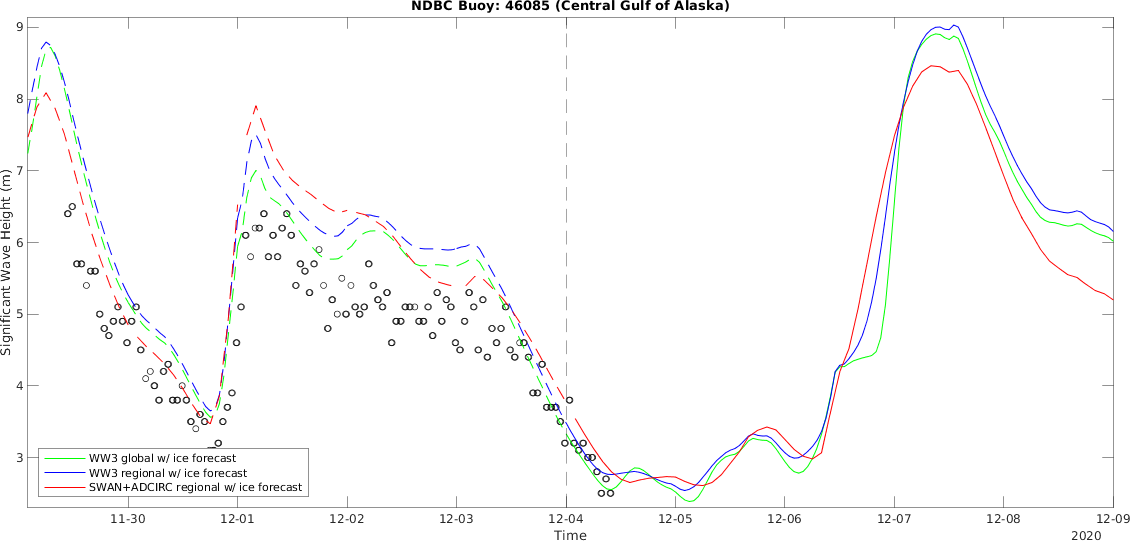 NDBC Buoy: 46085 (Central Gulf of Alaska)
Significant Wave Height (m)
9
8
7
6
5
4
3
WW3 global w/ ice forecast
WW3 regional w/ ice forecast
SWAN+ADCIRC regional w/ ice forecast
11-30 12-01 12-02 12-03 12-04 12-05 12-06 12-07 12-08 12-09
Time 2020